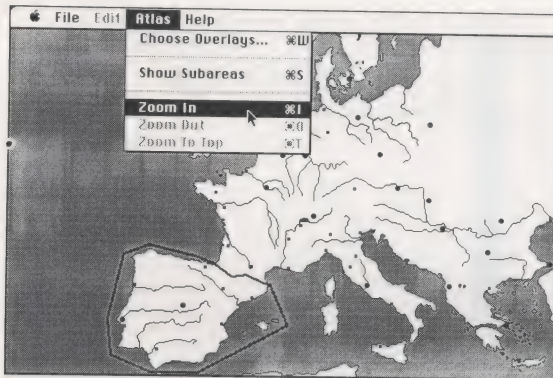 File Edit Atlas Help
Choose Overlays... ⌘W
Show Subareas ⌘S
Zoom In ⌘I
Zoom Out ⌘O
Zoom To Top ⌘T